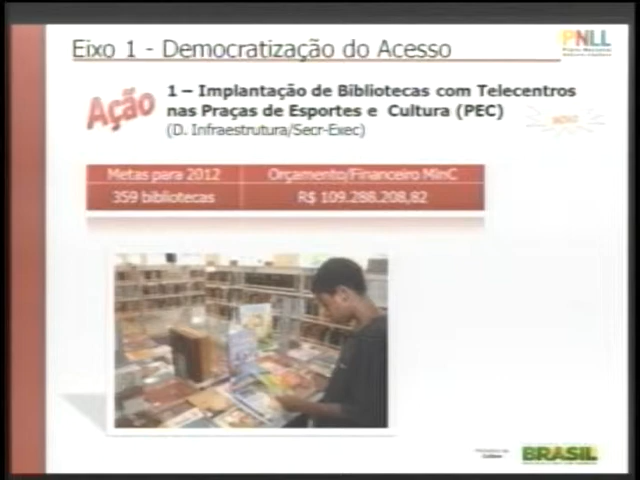 Eixo 1 - Democratização do Acesso
PNLL
Ação
1 – Implantação de Bibliotecas com Telecentros
nas Praças de Esportes e Cultura (PEC)
(D. Infraestrutura/Secr-Exec)
Metas para 2012 Orçamento/Financeiro MinC
359 bibliotecas R$ 109.288.208,82
Cultura
BRASIL